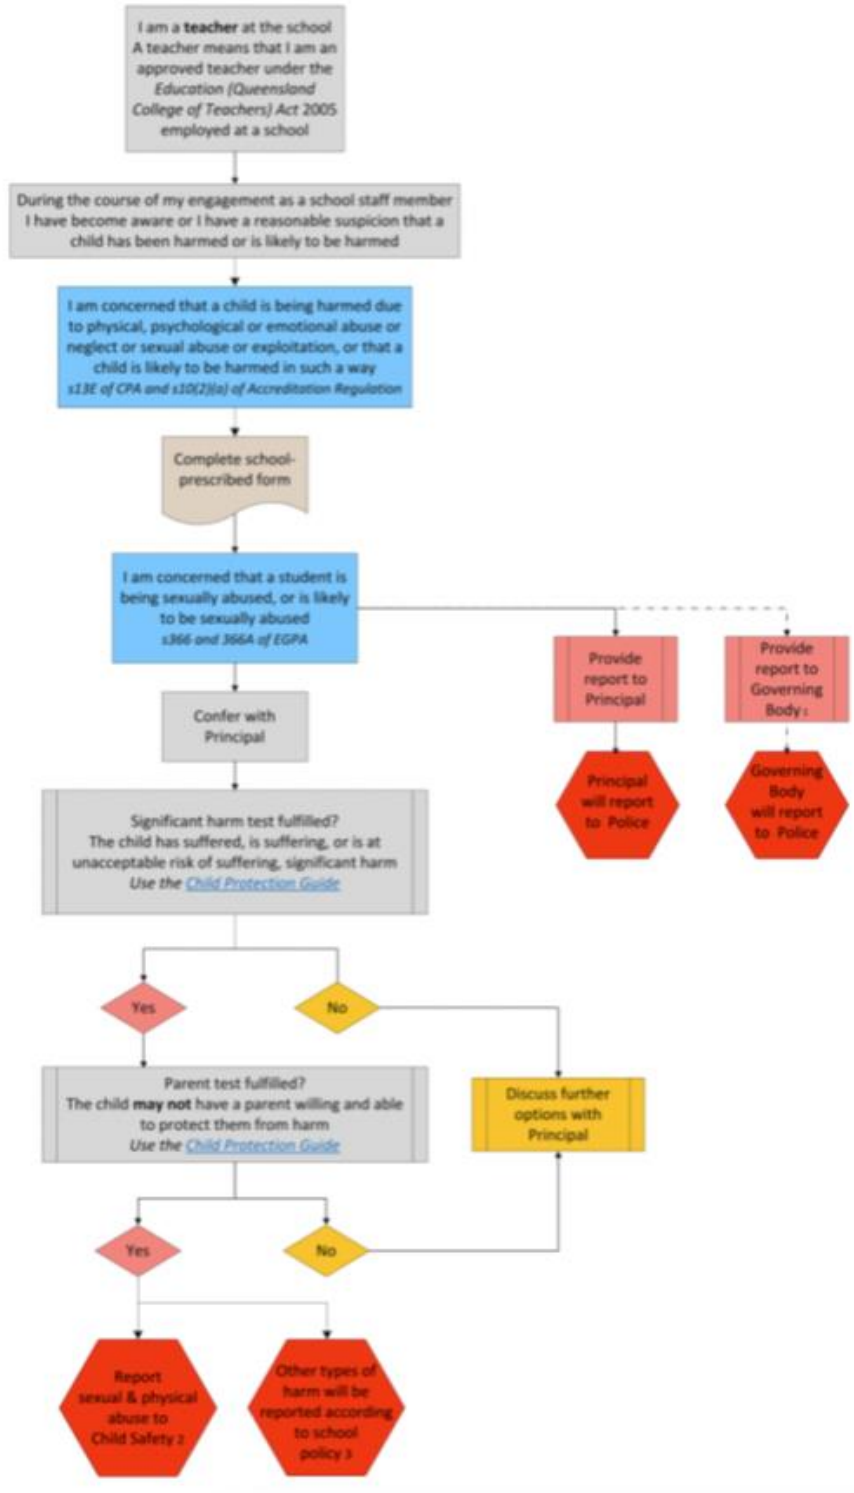 I am a teacher at the school
A teacher means that I am an
approved teacher under the
Education (Queensland
College of Teachers) Act 2005
employed at a school
During the course of my engagement as a school staff member
I have become aware or I have a reasonable suspicion that a
child has been harmed or is likely to be harmed
I am concerned that a child is being harmed due
to physical, psychological or emotional abuse or
neglect or sexual abuse or exploitation, or that a
child is likely to be harmed in such a way
s13E of CPA and s10(2)(a) of Accreditation Regulation
Complete school-
prescribed form
I am concerned that a student is
being sexually abused, or is likely
to be sexually abused
s366 and 366A of EGPA
Provide
report to
Principal
Provide
report to
Governing
Body 1
Confer with
Principal
Principal
will report
to Police
Governing
Body
will report
to Police
Significant harm test fulfilled?
The child has suffered, is suffering, or is at
unacceptable risk of suffering, significant harm
Use the Child Protection Guide
Yes
No
Parent test fulfilled?
The child may not have a parent willing and able
to protect them from harm
Use the Child Protection Guide
Discuss further
options with
Principal
Yes
No
Report
sexual & physical
abuse to
Child Safety 2
Other types of
harm will be
reported according
to school
policy 3